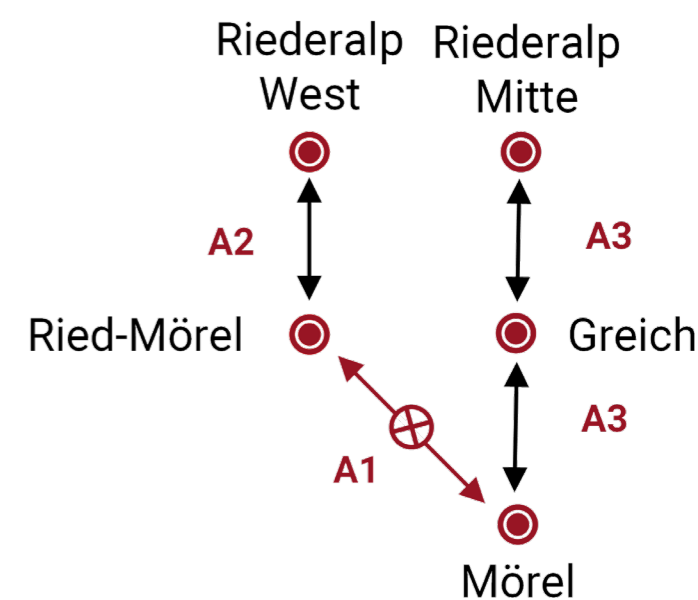 Riederalp
West
Riederalp
Mitte
A2
A3
Ried-Mörel
Greich
A1
A3
Mörel